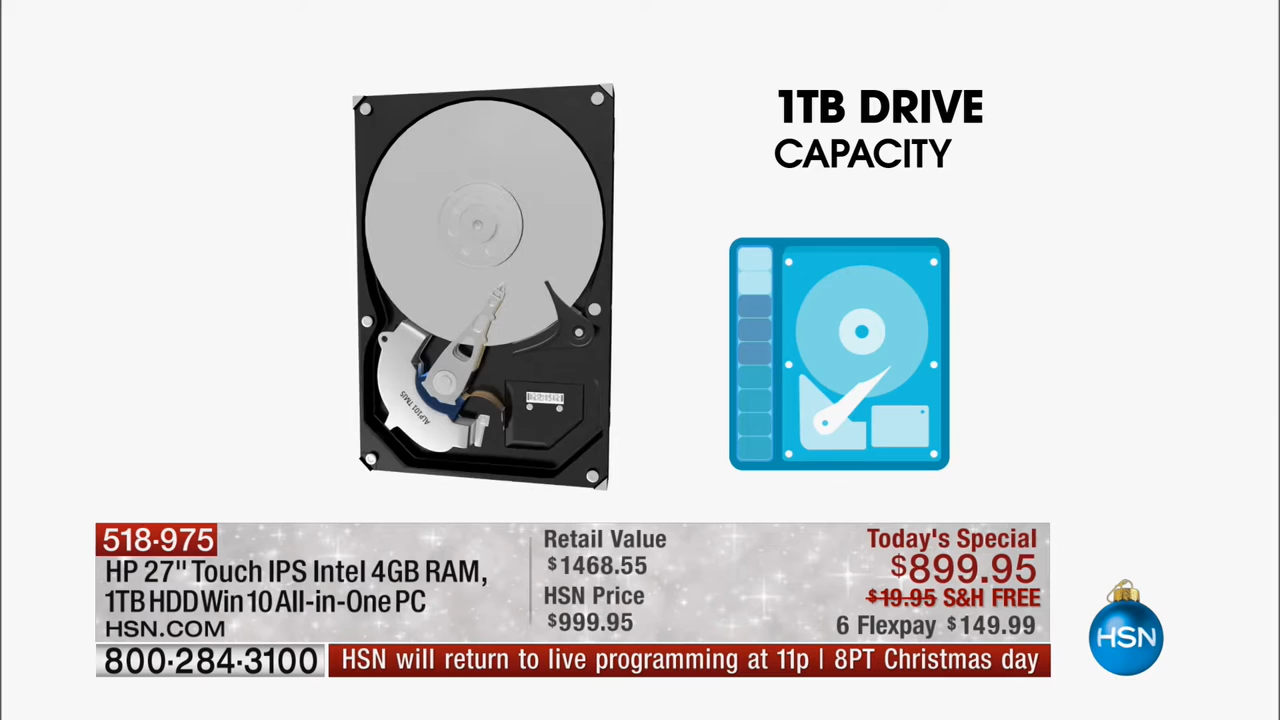 1TB DRIVE
CAPACITY
AIP101.TMIS
518-975
HP 27" Touch IPS Intel 4GB RAM,
1TB HDD Win 10 All-in-One PC
HSN.COM
Retail Value
$1468.55
HSN Price
$999.95
Today's Special
$899.95
$19.95 S&H FREE
6 Flexpay $149.99
800-284-3100
HSN will return to live programming at 11p | 8PT Christmas day
HSN